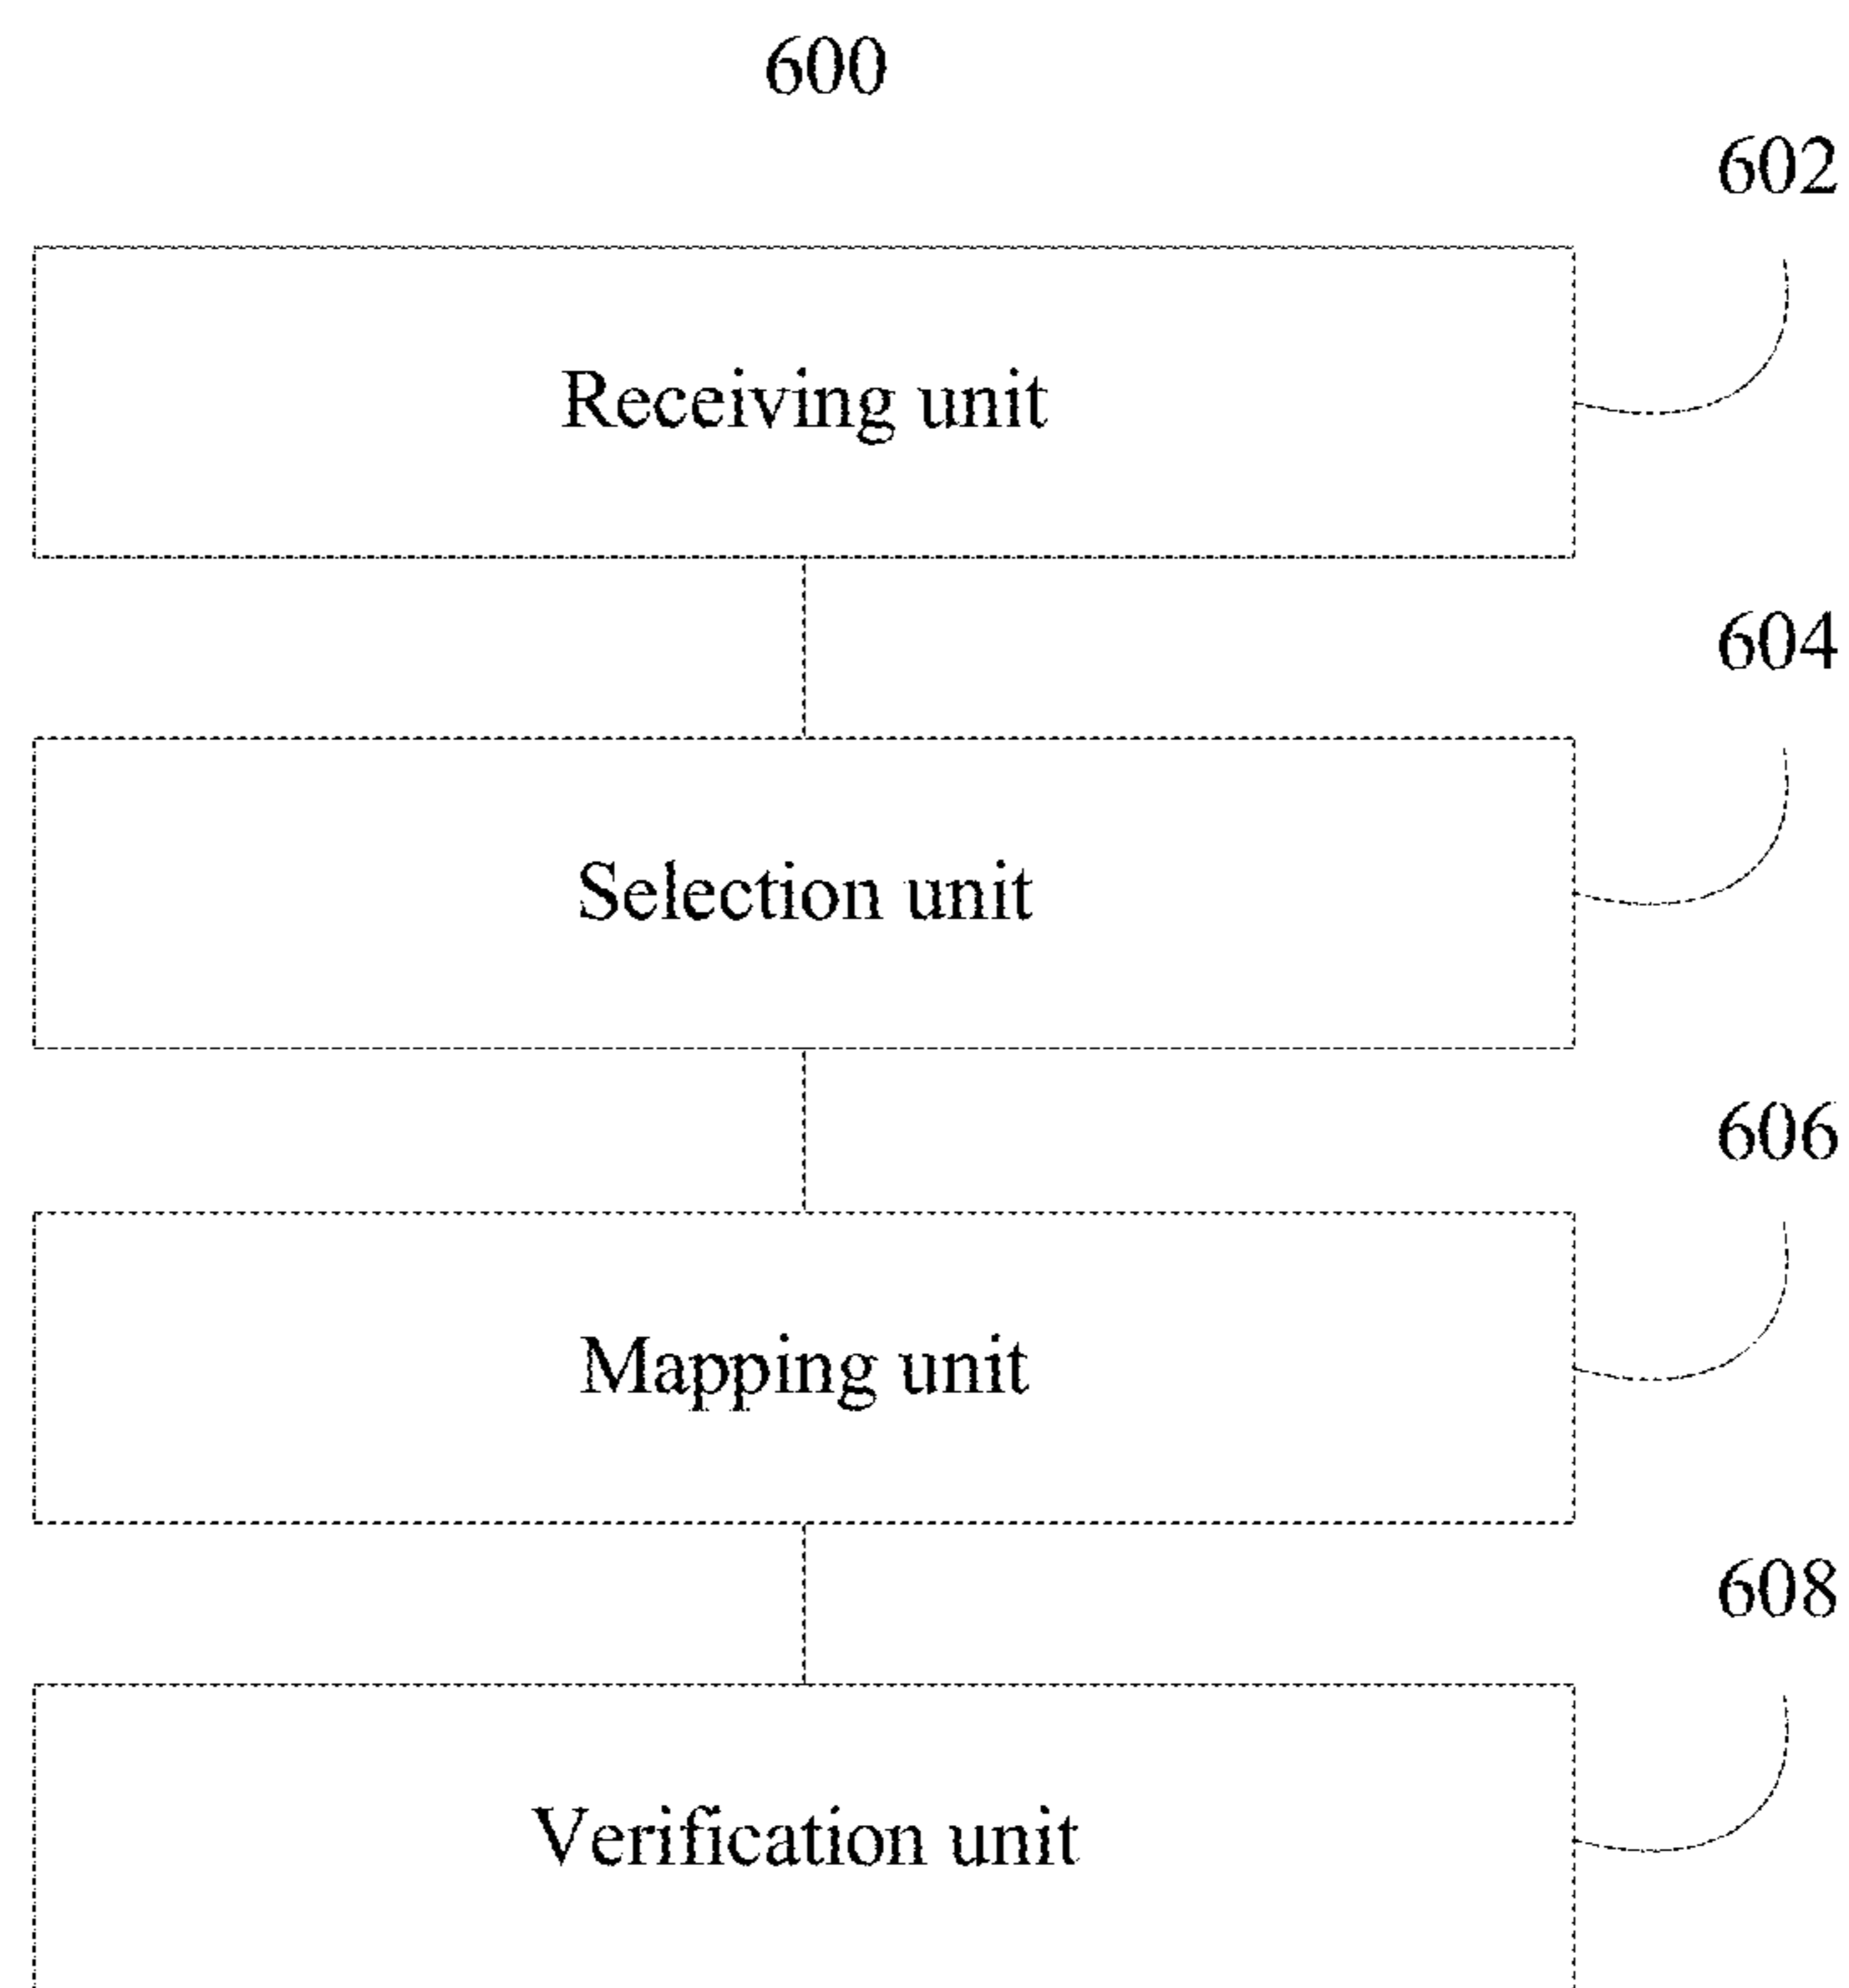 600
602
Receiving unit
604
Selection unit
606
Mapping unit
608
Verification unit